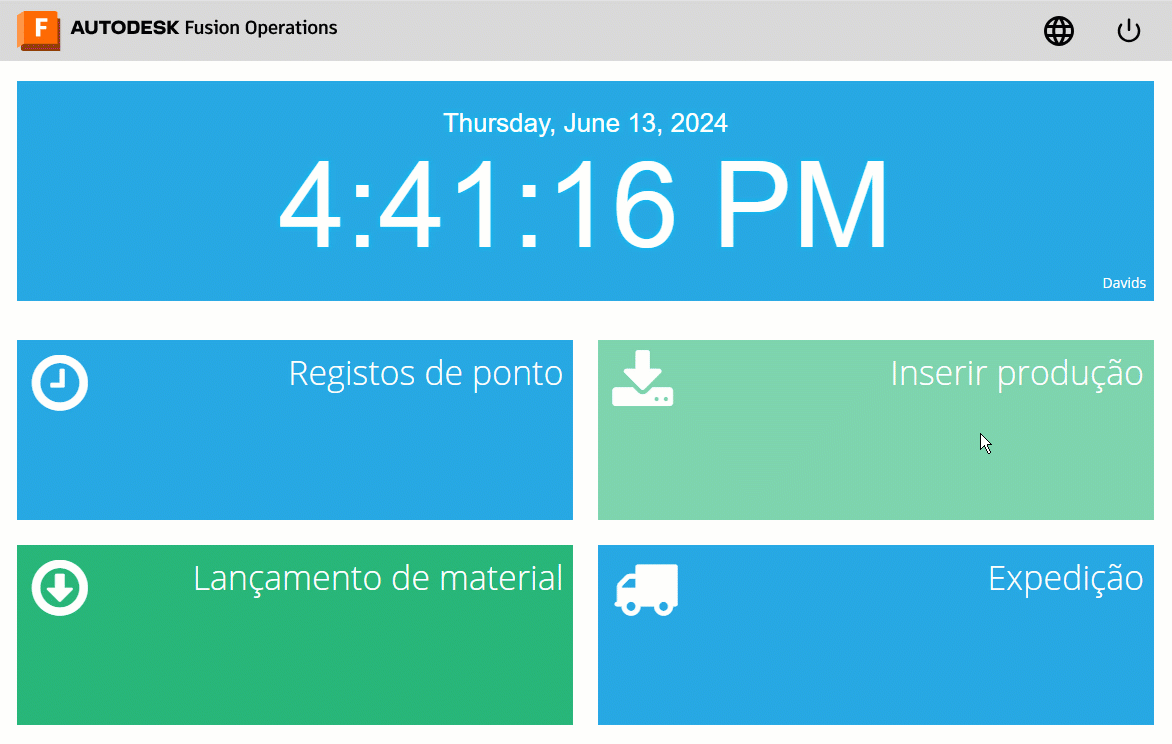 F AUTODESK Fusion Operations
Thursday, June 13, 2024
4:41:16 PM
Davids
Registos de ponto
Inserir produção
Lançamento de material
Expedição